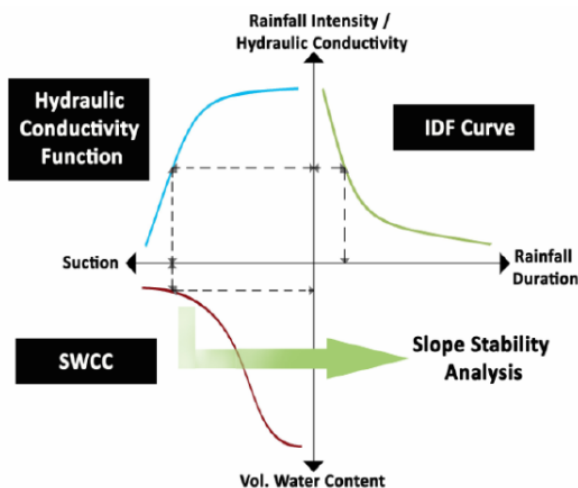 Rainfall Intensity /
Hydraulic Conductivity
Hydraulic
Conductivity
Function
IDF Curve
Suction
Rainfall
Duration
SWCC
Slope Stability
Analysis
Vol. Water Content